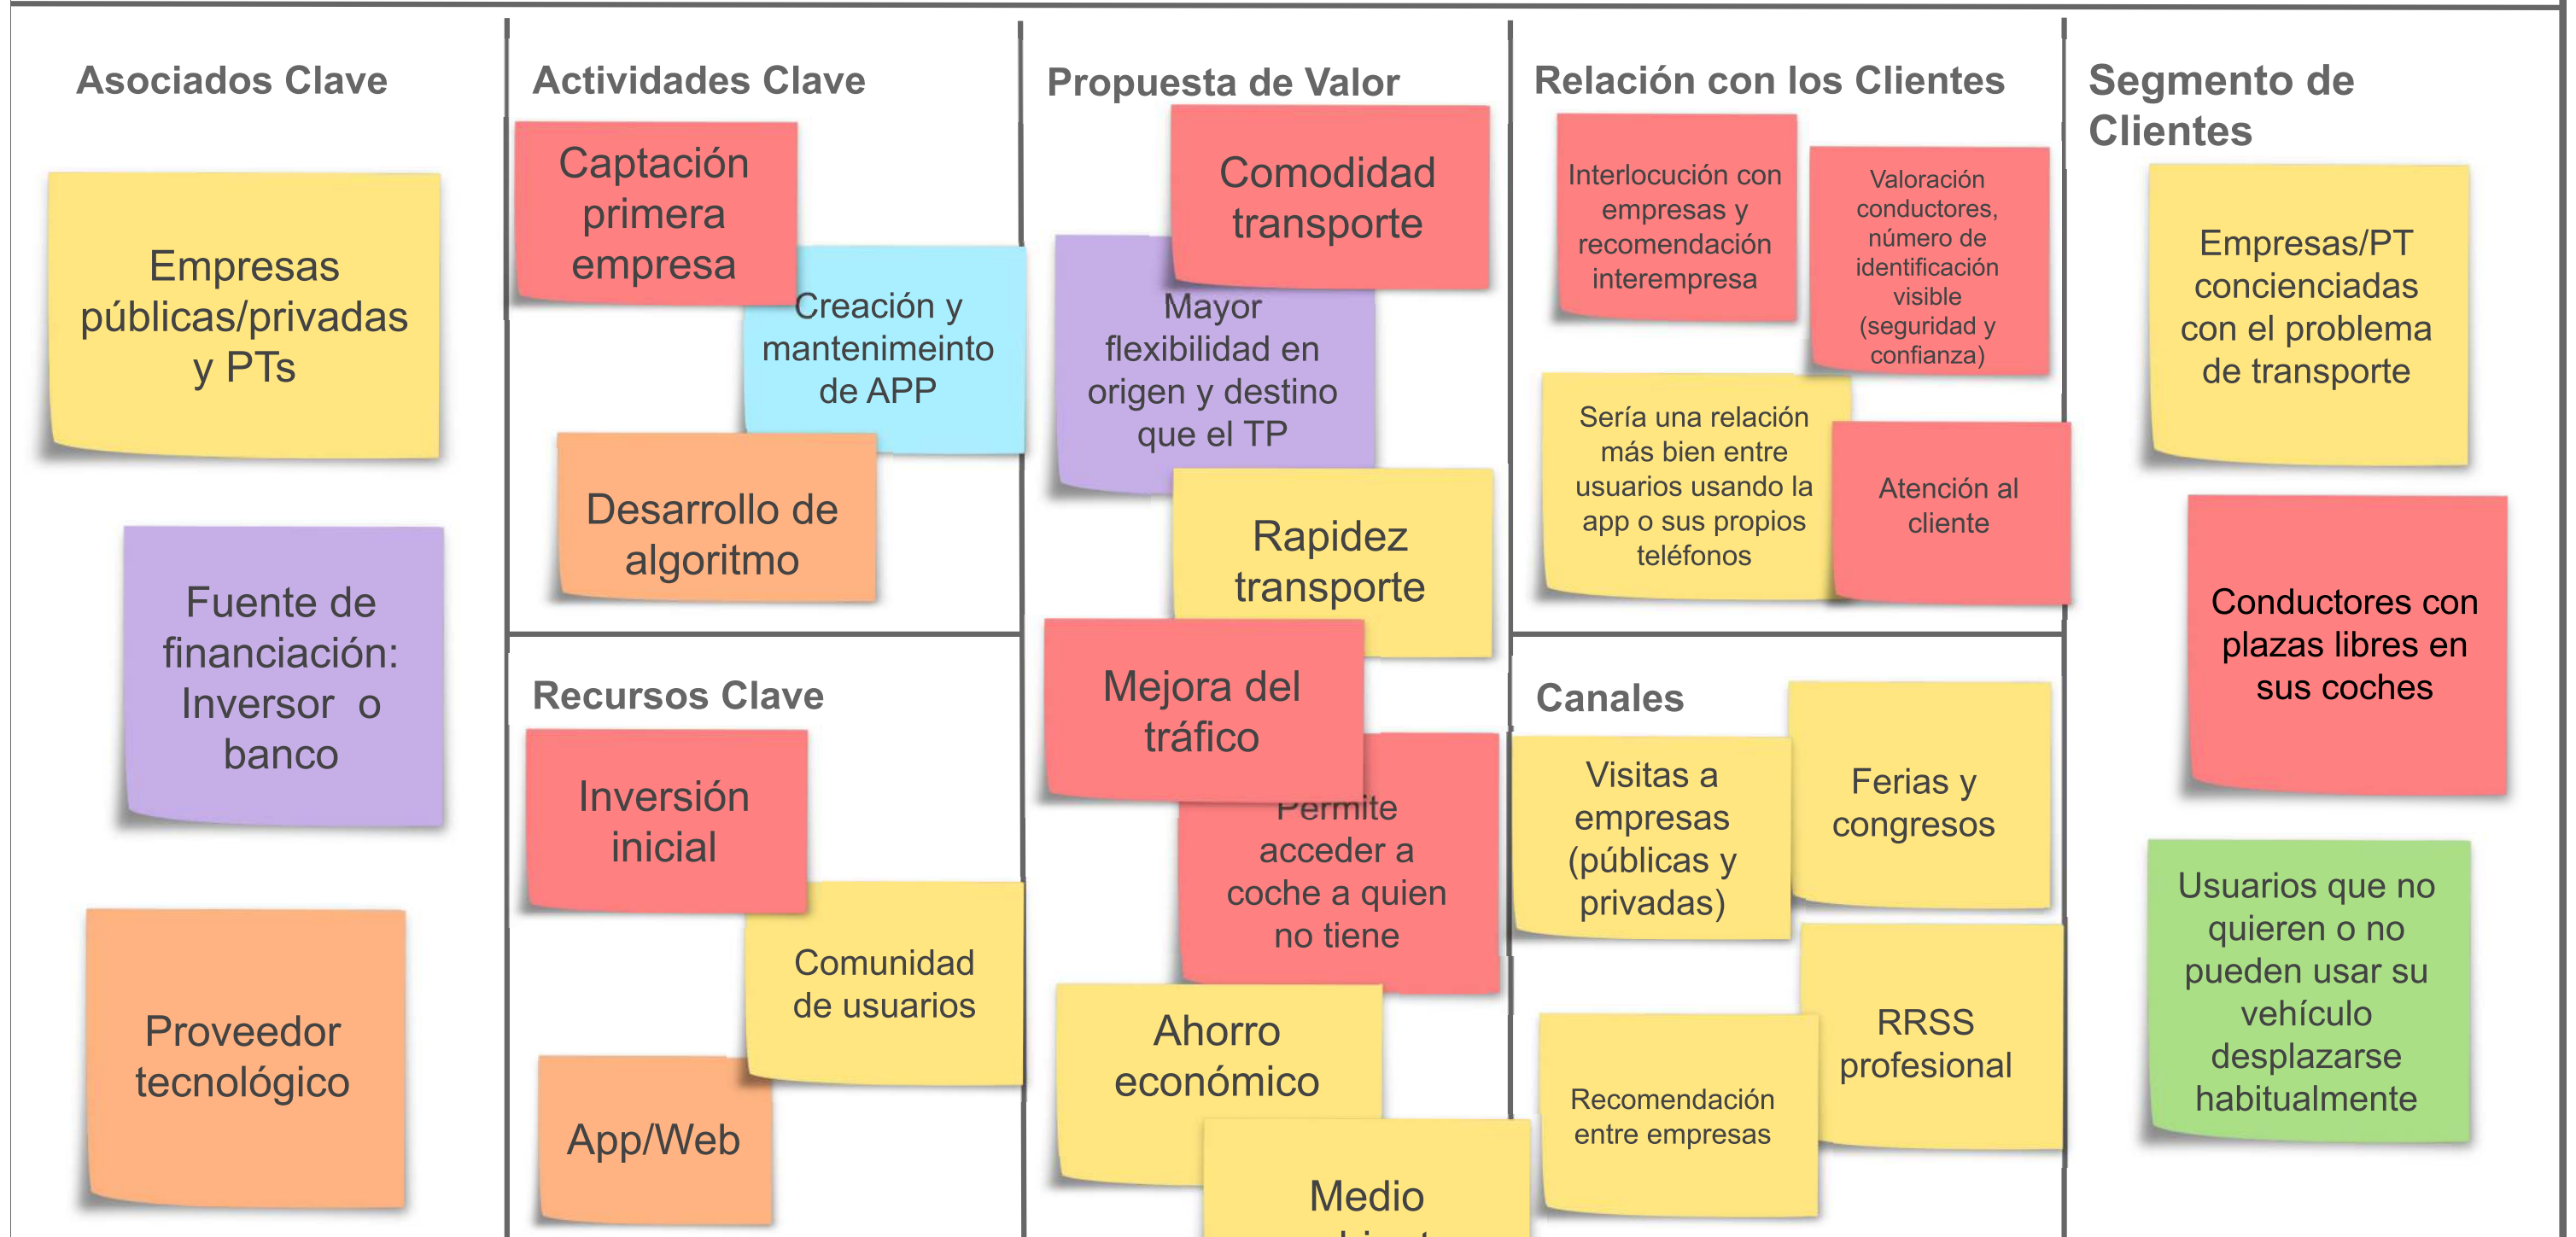 Asociados Clave
Empresas
públicas/privadas
y PTs
Fuente de
financiación:
Inversor o
banco
Proveedor
tecnológico
Actividades Clave
Captación
primera
empresa
Creación y
mantenimeinto
de APP
Desarrollo de
algoritmo
Recursos Clave
Inversión
inicial
Comunidad
de usuarios
App/Web
Propuesta de Valor
Comodidad
transporte
Mayor
flexibilidad en
origen y destino
que el TP
Rapidez
transporte
Mejora del
tráfico
Permite
acceder a
coche a quien
no tiene
Ahorro
económico
Medio
Relación con los Clientes
Interlocución con
empresas y
recomendación
interempresa
Valoración
conductores,
número de
identificación
visible
(seguridad y
confianza)
Sería una relación
más bien entre
usuarios usando la
app o sus propios
teléfonos
Atención al
cliente
Canales
Visitas a
empresas
(públicas y
privadas)
Ferias y
congresos
RRSS
profesional
Recomendación
entre empresas
Segmento de
Clientes
Empresas/PT
concienciadas
con el problema
de transporte
Conductores con
plazas libres en
sus coches
Usuarios que no
quieren o no
pueden usar su
vehículo
desplazarse
habitualmente